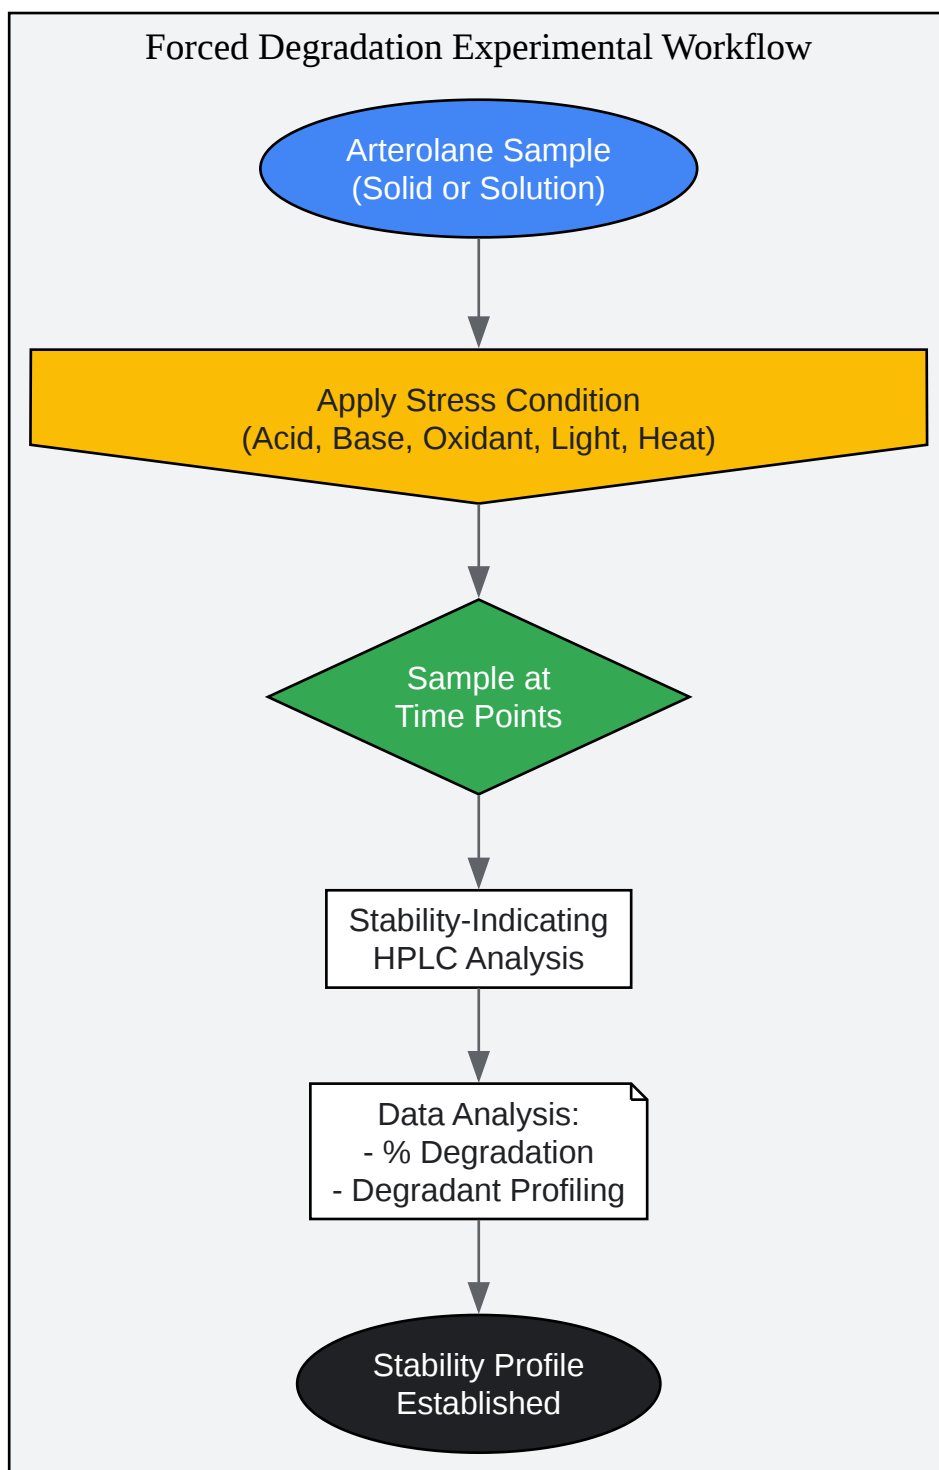 Forced Degradation Experimental Workflow
Arterolane Sample
(Solid or Solution)
Apply Stress Condition
(Acid, Base, Oxidant, Light, Heat)
Sample at
Time Points
Stability-Indicating
HPLC Analysis
Data Analysis:
- % Degradation
- Degradant Profiling
Stability Profile
Established